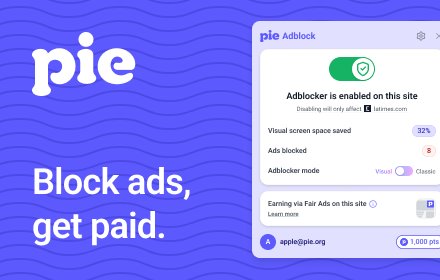 pie
Block ads,
get paid.
pie Adblock
Adblocker is enabled on this site
Disabling will only affect latimes.com
Visual screen space saved 32%
Ads blocked 8
Adblocker mode Visual Classic
Earning via Fair Ads on this site
Learn more
P
A apple@pie.org P 1,000 pts